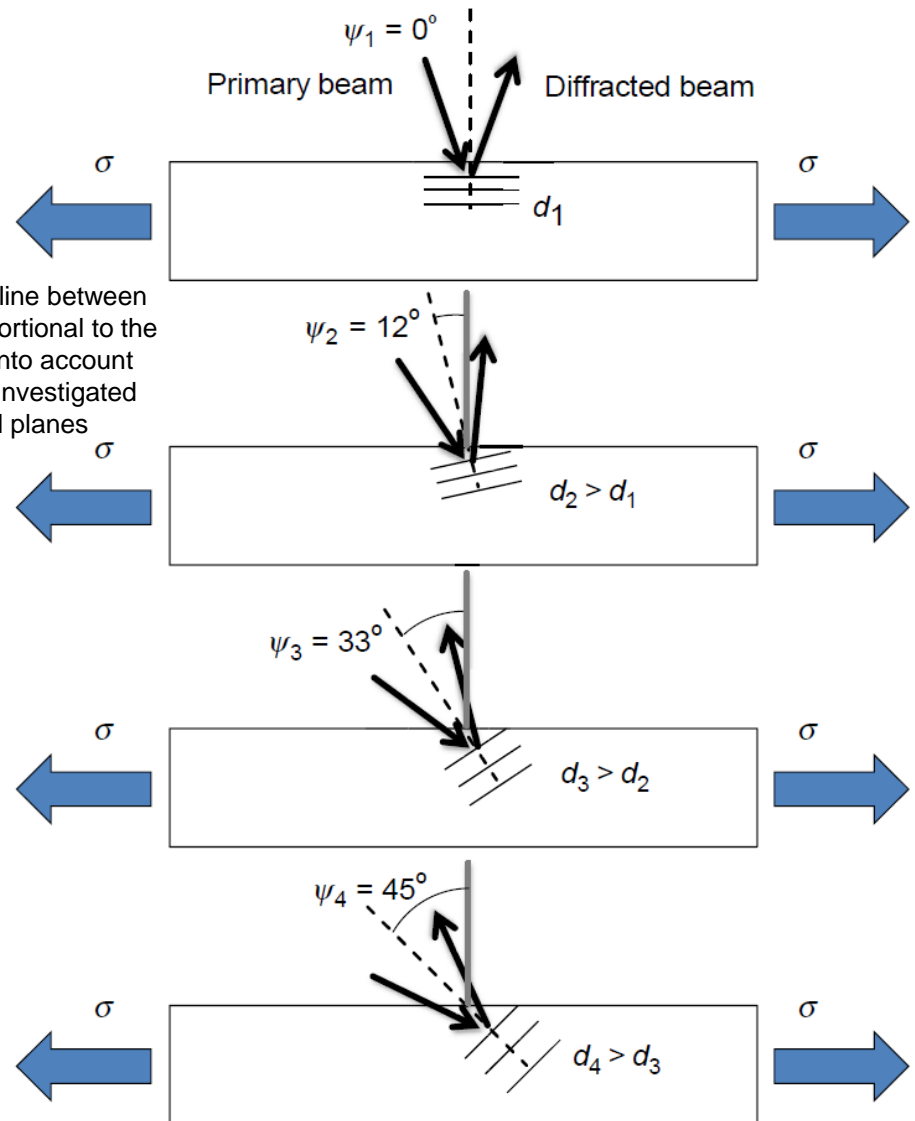 ψ₁ = 0°
Primary beam
Diffracted beam
σ
σ
d₁
line between
ortional to the
nto account
investigated
l planes
ψ₂ = 12°
σ
σ
d₂ > d₁
ψ₃ = 33°
σ
σ
d₃ > d₂
ψ₄ = 45°
σ
σ
d₄ > d₃